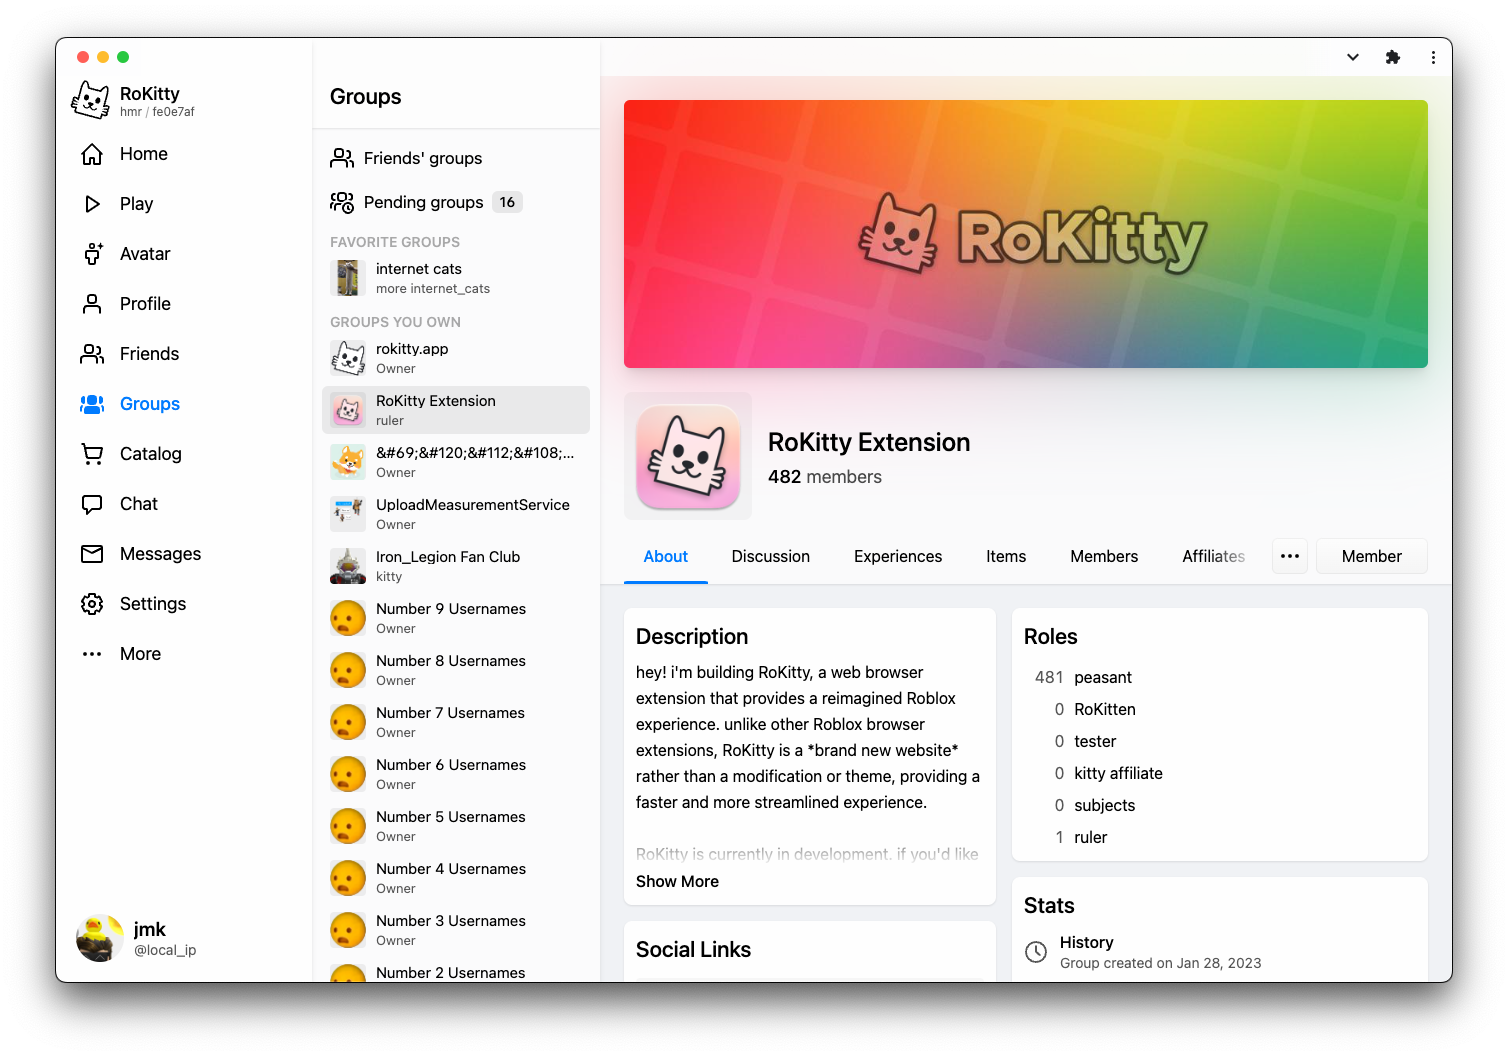 RoKitty
hmr / fe0e7af
Home
Play
Avatar
Profile
Friends
Groups
Catalog
Chat
Messages
Settings
More
jmk
@local_ip
Groups
Friends' groups
Pending groups 16
FAVORITE GROUPS
internet cats
more internet_cats
GROUPS YOU OWN
rokitty.app
Owner
RoKitty Extension
ruler
&#69;&#120;&#112;&#108;...
Owner
UploadMeasurementService
Owner
Iron_Legion Fan Club
kitty
Number 9 Usernames
Owner
Number 8 Usernames
Owner
Number 7 Usernames
Owner
Number 6 Usernames
Owner
Number 5 Usernames
Owner
Number 4 Usernames
Owner
Number 3 Usernames
Owner
Number 2 Usernames
RoKitty
RoKitty Extension
482 members
About Discussion Experiences Items Members Affiliates ••• Member
Description
hey! i'm building RoKitty, a web browser
extension that provides a reimagined Roblox
experience. unlike other Roblox browser
extensions, RoKitty is a *brand new website*
rather than a modification or theme, providing a
faster and more streamlined experience.
RoKitty is currently in development. if you'd like
Show More
Social Links
Roles
481 peasant
0 RoKitten
0 tester
0 kitty affiliate
0 subjects
1 ruler
Stats
History
Group created on Jan 28, 2023